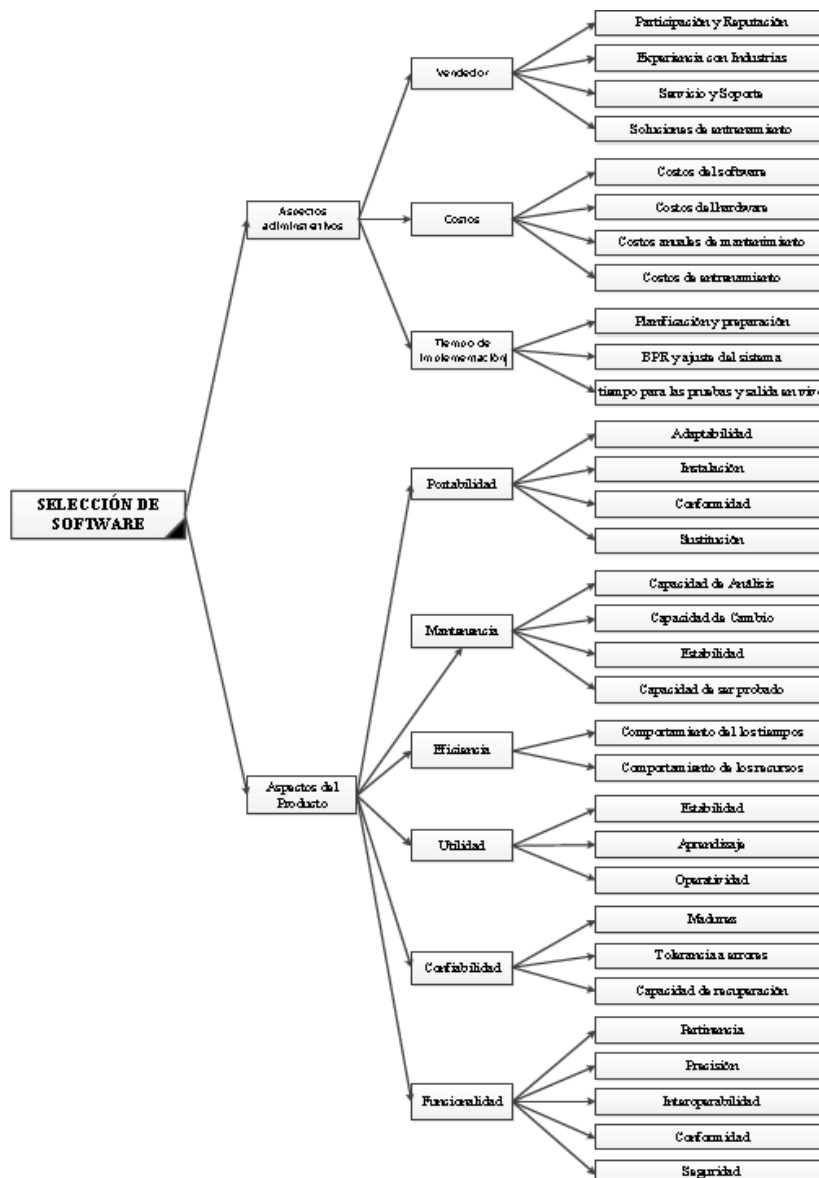 SELECCIÓN DE
SOFTWARE
Aspectos
administrativos
Vendedor
Participación y Reputación
Experiencia con Industrias
Servicio y Soporte
Soluciones de entrenamiento
Costos
Costos del software
Costos del hardware
Costos anuales de mantenimiento
Costos de entrenamiento
Tiempo de
Implementación
Planificación y preparación
BPR y ajuste del sistema
tiempo para las pruebas y salida en vivo
Aspectos del
Producto
Portabilidad
Adaptabilidad
Instalación
Conformidad
Sustitución
Mantenencia
Capacidad de Análisis
Capacidad de Cambio
Estabilidad
Capacidad de ser probado
Eficiencia
Comportamiento del los tiempos
Comportamiento de los recursos
Utilidad
Estabilidad
Aprendizaje
Operatividad
Confiabilidad
Madurez
Tolerancia a errores
Capacidad de recuperación
Funcionalidad
Pertinencia
Precisión
Interoperabilidad
Conformidad
Seguridad